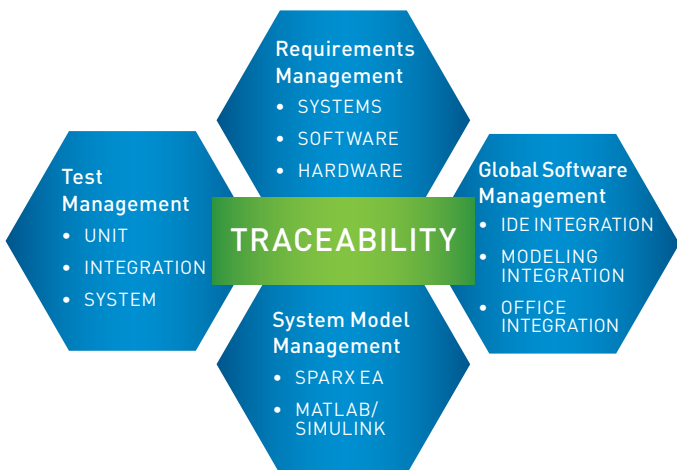 Requirements
Management
• SYSTEMS
• SOFTWARE
• HARDWARE
Test
Management
• UNIT
• INTEGRATION
• SYSTEM
TRACEABILITY
Global Software
Management
• IDE INTEGRATION
• MODELING
INTEGRATION
• OFFICE
INTEGRATION
System Model
Management
• SPARX EA
• MATLAB/
SIMULINK